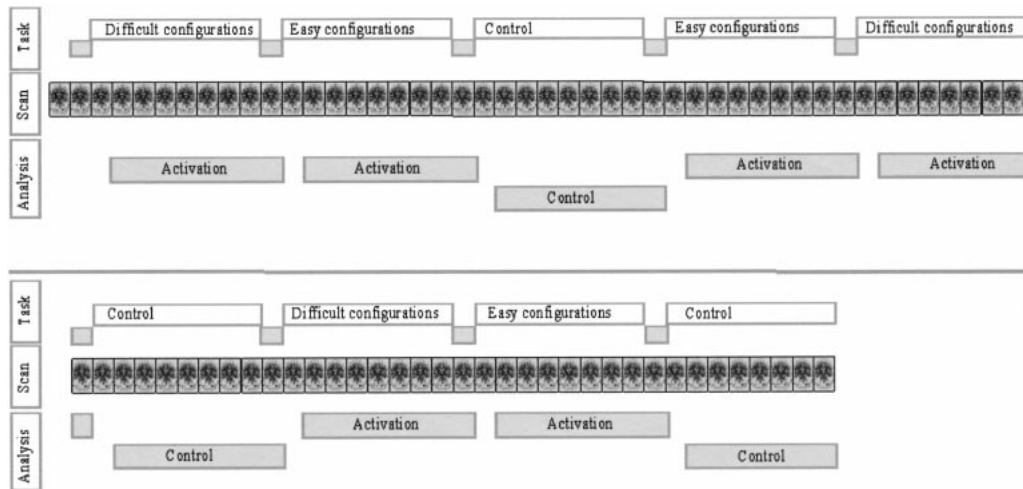 Task
Difficult configurations
Easy configurations
Control
Easy configurations
Difficult configurations
Scan
Analysis
Activation
Activation
Control
Activation
Activation
Task
Control
Difficult configurations
Easy configurations
Control
Scan
Analysis
Control
Activation
Activation
Control